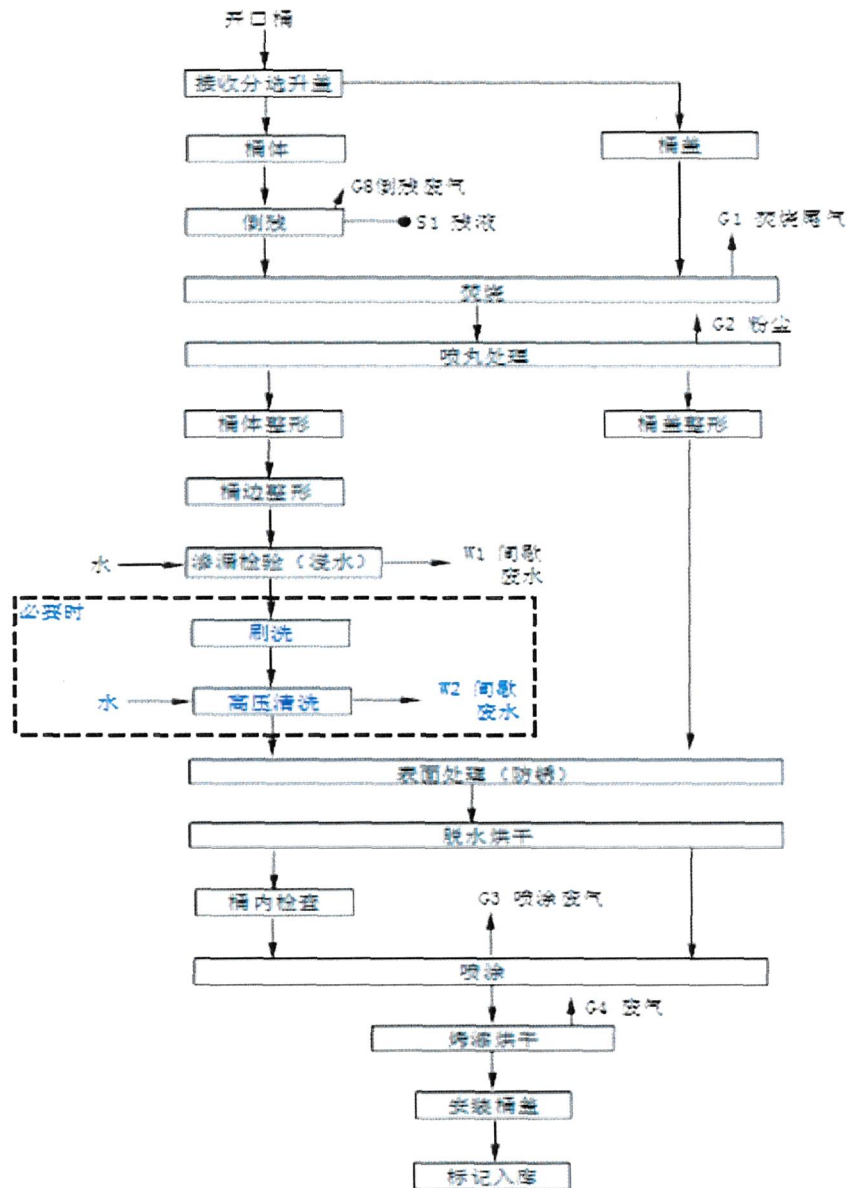 开口桶
接收分选升盖
桶体
桶盖
G8倒残废气
倒残
S1 残液
G1 焚烧尾气
焚烧
G2 粉尘
喷丸处理
桶体整形
桶盖整形
桶边整形
水
渗漏检验（浸水）
W1 间歇
废水
必要时
刷洗
水
高压清洗
W2 间歇
废水
表面处理（防锈）
脱水烘干
桶内检查
G3 喷涂废气
喷涂
G4 废气
烤漆烘干
安装桶盖
标记入库